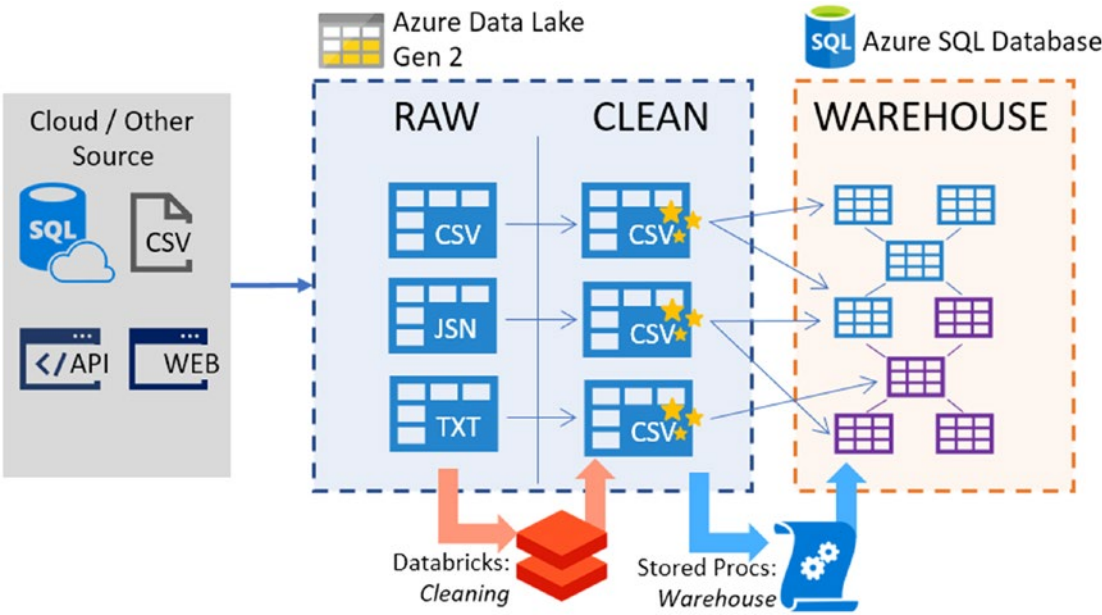 Azure Data Lake
Gen 2
SQL
Azure SQL Database
Cloud / Other
Source
SQL
CSV
</API
WEB
RAW
CLEAN
WAREHOUSE
CSV
CSV
JSN
CSV
TXT
CSV
Databricks:
Cleaning
Stored Procs:
Warehouse